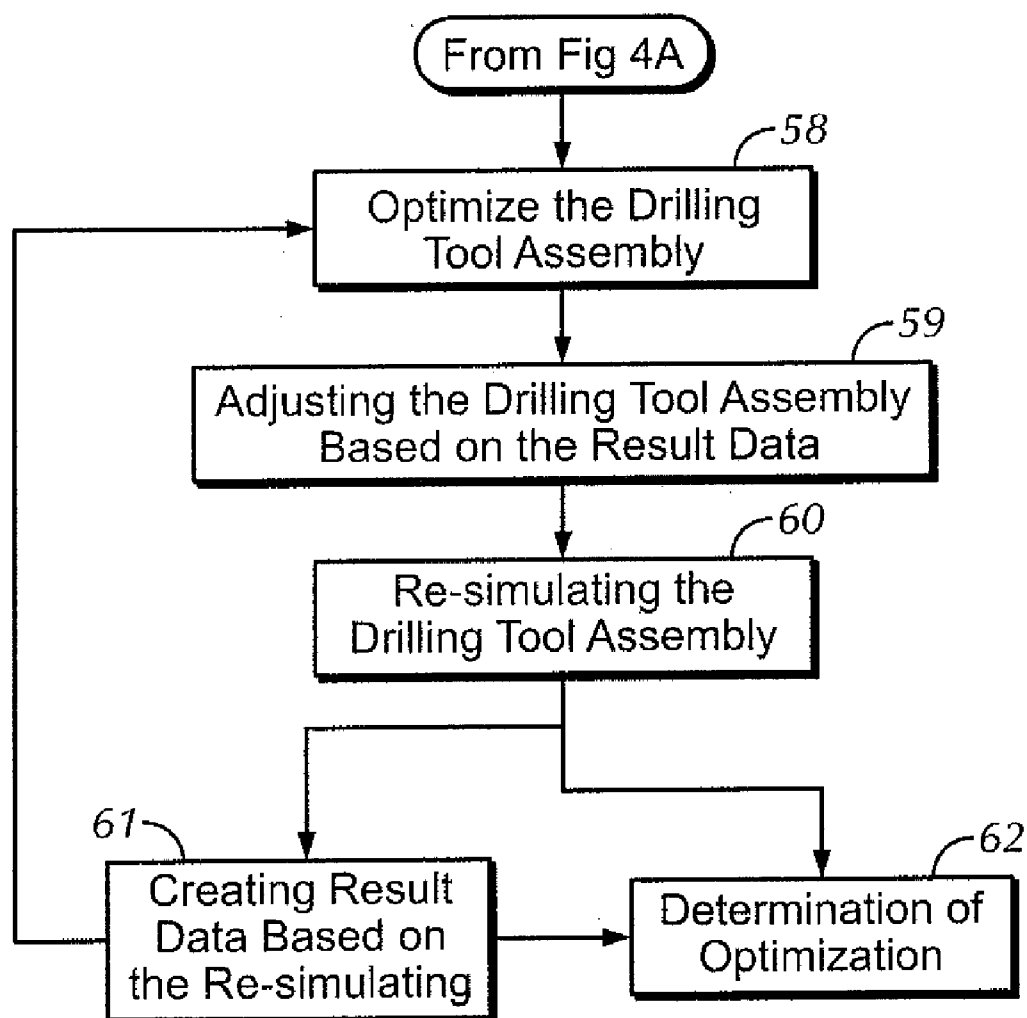 From Fig 4A
58
Optimize the Drilling
Tool Assembly
59
Adjusting the Drilling Tool Assembly
Based on the Result Data
60
Re-simulating the
Drilling Tool Assembly
61
Creating Result
Data Based on
the Re-simulating
62
Determination of
Optimization